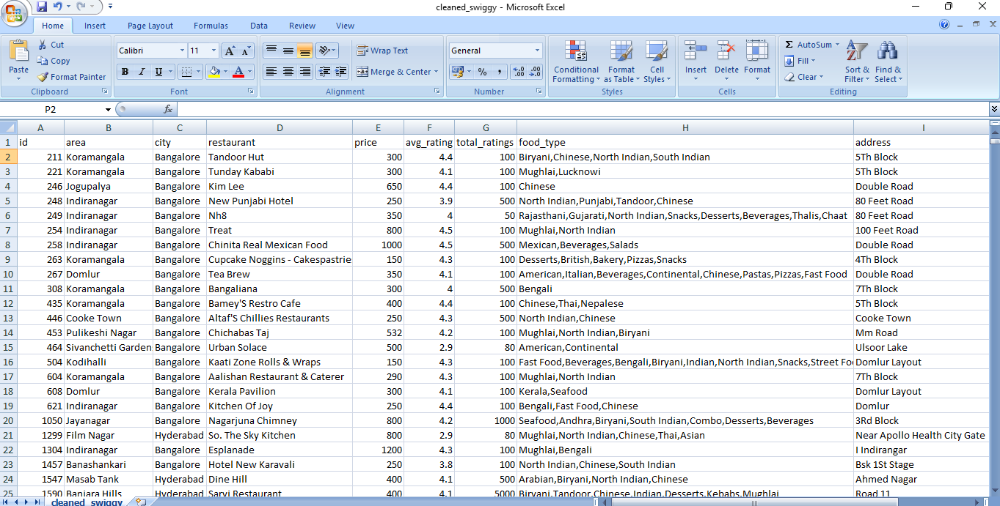 cleaned_swiggy - Microsoft Excel
Home Insert Page Layout Formulas Data Review View
Paste Cut Copy Format Painter Clipboard
Calibri 11 A A B I U A Font
Wrap Text Merge & Center Alignment
General % , .00 Number
Conditional Formatting Format as Table Cell Styles Styles
Insert Delete Format Cells
Σ AutoSum Fill Clear Sort & Filter Find & Select Editing
P2 fx
A B C D E F G H I
1 id area city restaurant price avg_rating total_ratings food_type address
2 211 Koramangala Bangalore Tandoor Hut 300 4.4 100 Biryani,Chinese,North Indian,South Indian 5Th Block
3 221 Koramangala Bangalore Tunday Kababi 300 4.1 100 Mughlai,Lucknowi 5Th Block
4 246 Jogupalya Bangalore Kim Lee 650 4.4 100 Chinese Double Road
5 248 Indiranagar Bangalore New Punjabi Hotel 250 3.9 500 North Indian,Punjabi,Tandoor,Chinese 80 Feet Road
6 249 Indiranagar Bangalore Nh8 350 4 50 Rajasthani,Gujarati,North Indian,Snacks,Desserts,Beverages,Thalis,Chaat 80 Feet Road
7 254 Indiranagar Bangalore Treat 800 4.5 100 Mughlai,North Indian 100 Feet Road
8 258 Indiranagar Bangalore Chinita Real Mexican Food 1000 4.5 500 Mexican,Beverages,Salads Double Road
9 263 Koramangala Bangalore Cupcake Noggins - Cakespastrie 150 4.3 100 Desserts,British,Bakery,Pizzas,Snacks 4Th Block
10 267 Domlur Bangalore Tea Brew 350 4.1 100 American,Italian,Beverages,Continental,Chinese,Pastas,Pizzas,Fast Food Double Road
11 308 Koramangala Bangalore Bangaliana 300 4 500 Bengali 7Th Block
12 435 Koramangala Bangalore Bamey'S Restro Cafe 400 4.4 100 Chinese,Thai,Nepalese 5Th Block
13 446 Cooke Town Bangalore Altaf'S Chillies Restaurants 250 4.3 500 North Indian,Chinese Cooke Town
14 453 Pulikeshi Nagar Bangalore Chichabas Taj 532 4.2 100 Mughlai,North Indian,Biryani Mm Road
15 464 Sivanchetti Garden Bangalore Urban Solace 500 2.9 80 American,Continental Ulsoor Lake
16 504 Kodihalli Bangalore Kaati Zone Rolls & Wraps 150 4.3 100 Fast Food,Beverages,Bengali,Biryani,Indian,North Indian,Snacks,Street Fo Domlur Layout
17 604 Koramangala Bangalore Aalishan Restaurant & Caterer 290 4.3 100 Mughlai,North Indian 7Th Block
18 608 Domlur Bangalore Kerala Pavilion 300 4.1 100 Kerala,Seafood Domlur Layout
19 621 Indiranagar Bangalore Kitchen Of Joy 250 4.4 100 Bengali,Fast Food,Chinese Domlur
20 1050 Jayanagar Bangalore Nagarjuna Chimney 800 4.2 1000 Seafood,Andhra,Biryani,South Indian,Combo,Desserts,Beverages 3Rd Block
21 1299 Film Nagar Hyderabad So. The Sky Kitchen 800 2.9 80 Mughlai,North Indian,Chinese,Thai,Asian Near Apollo Health City Gate
22 1304 Indiranagar Bangalore Esplanade 1200 4.3 100 Mughlai,Bengali I Indirangar
23 1457 Banashankari Bangalore Hotel New Karavali 250 3.8 100 North Indian,Chinese,South Indian Bsk 1St Stage
24 1547 Masab Tank Hyderabad Dine Hill 400 4.1 500 Arabian,Biryani,North Indian,Chinese Ahmed Nagar
25 1590 Banjara Hills Hyderabad Sarvi Restaurant 400 4.1 5000 Biryani,Tandoor,Chinese,Indian,Desserts,Kebabs,Mughlai Road 11
cleaned_swiggy